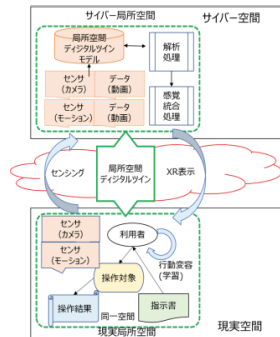 サイバー局所空間
サイバー空間
局所空間
ディジタルツイン
モデル
解析
処理
センサ
(カメラ)
データ
(動画)
センサ
(モーション)
データ
(動画)
感覚
統合
処理
センシング
局所空間
ディジタルツイン
XR表示
センサ
(カメラ)
センサ
(モーション)
利用者
行動変容
(学習)
操作対象
操作結果
指示書
同一空間
現実局所空間
現実空間